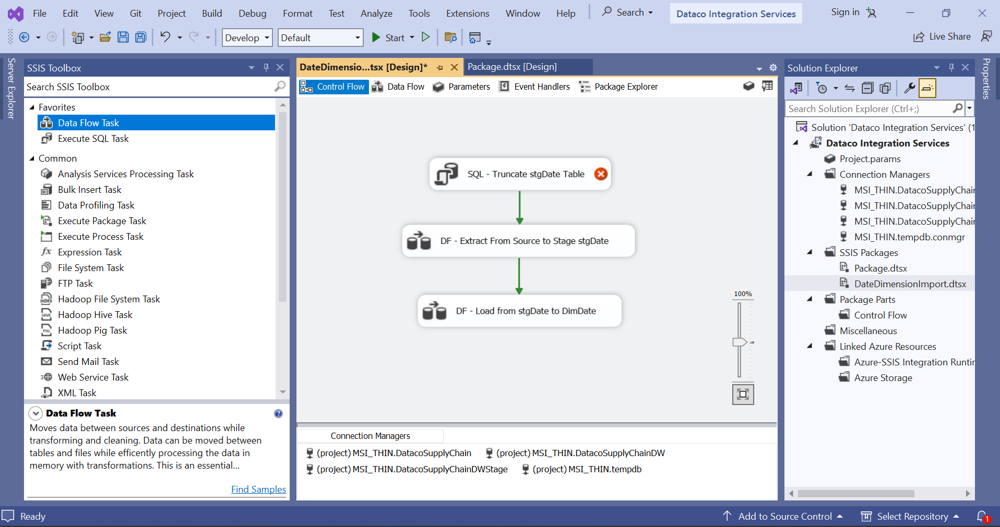 File Edit View Git Project Build Debug Format Test Analyze Tools Extensions Window Help Search Dataco Integration Services Sign in
Develop Default Start Live Share
Server Explorer
SSIS Toolbox
Search SSIS Toolbox
Favorites
Data Flow Task
Execute SQL Task
Common
Analysis Services Processing Task
Bulk Insert Task
Data Profiling Task
Execute Package Task
Execute Process Task
Expression Task
File System Task
FTP Task
Hadoop File System Task
Hadoop Hive Task
Hadoop Pig Task
Script Task
Send Mail Task
Web Service Task
XML Task
Data Flow Task
Moves data between sources and destinations while
transforming and cleaning. Data can be moved between
tables and files while efficently processing the data in
memory with transformations. This is an essential...
Find Samples
DateDimensio...tsx [Design]* Package.dtsx [Design]
Control Flow Data Flow Parameters Event Handlers Package Explorer
SQL - Truncate stgDate Table
DF - Extract From Source to Stage stgDate
DF - Load from stgDate to DimDate
100%
Connection Managers
(project) MSI_THIN.DatacoSupplyChain (project) MSI_THIN.DatacoSupplyChainDW
(project) MSI_THIN.DatacoSupplyChainDWStage (project) MSI_THIN.tempdb
Solution Explorer
Search Solution Explorer (Ctrl+;)
Solution 'Dataco Integration Services' (1
Dataco Integration Services
Project.params
Connection Managers
MSI_THIN.DatacoSupplyChain
MSI_THIN.DatacoSupplyChain
MSI_THIN.DatacoSupplyChain
MSI_THIN.tempdb.conmgr
SSIS Packages
Package.dtsx
DateDimensionImport.dtsx
Package Parts
Control Flow
Miscellaneous
Linked Azure Resources
Azure-SSIS Integration Runtin
Azure Storage
Properties
Ready Add to Source Control Select Repository 1